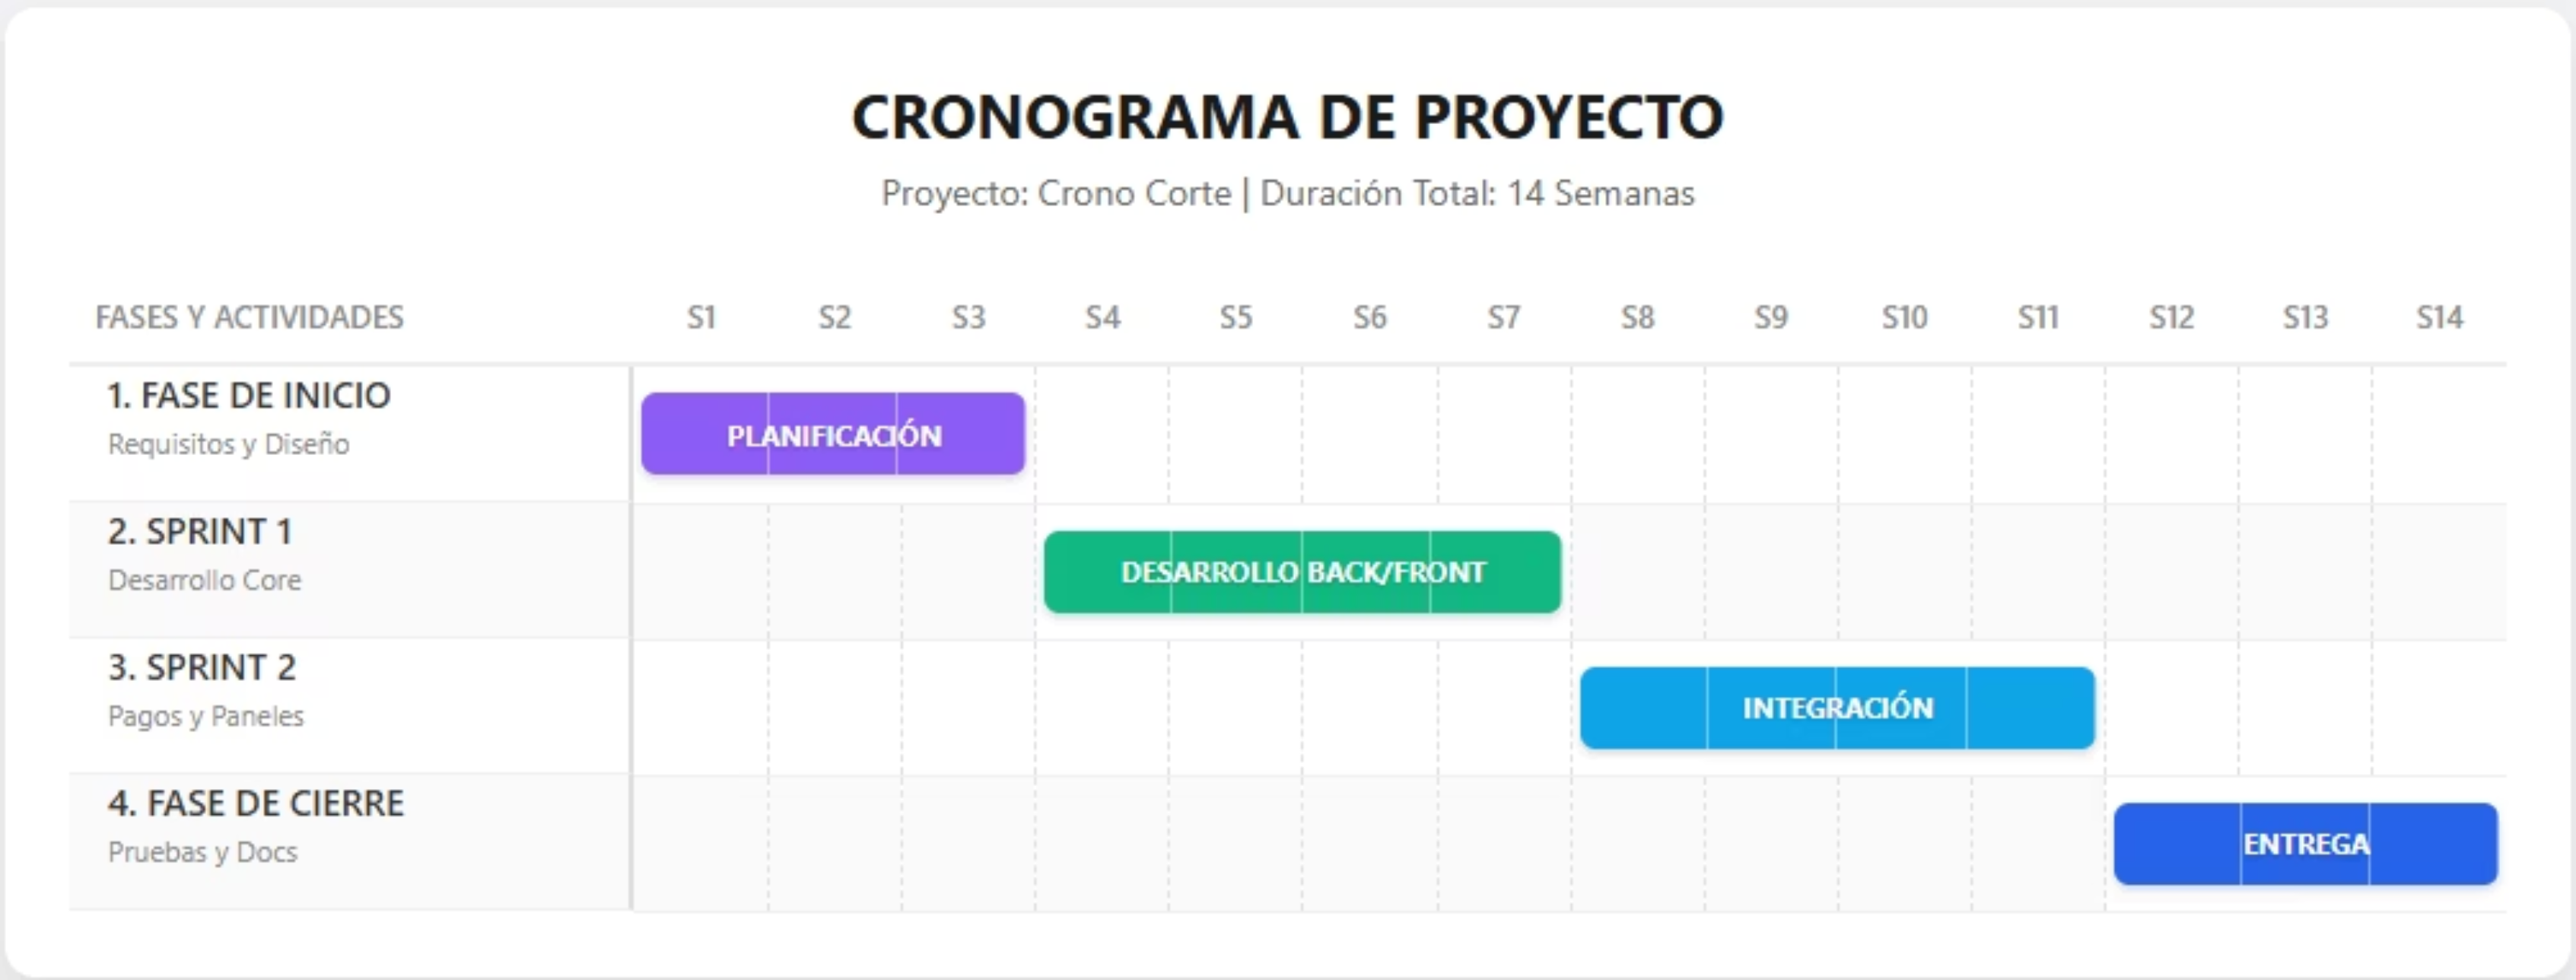 CRONOGRAMA DE PROYECTO
Proyecto: Crono Corte | Duración Total: 14 Semanas
FASES Y ACTIVIDADES S1 S2 S3 S4 S5 S6 S7 S8 S9 S10 S11 S12 S13 S14
1. FASE DE INICIO
Requisitos y Diseño
PLANIFICACIÓN
2. SPRINT 1
Desarrollo Core
DESARROLLO BACK/FRONT
3. SPRINT 2
Pagos y Paneles
INTEGRACIÓN
4. FASE DE CIERRE
Pruebas y Docs
ENTREGA